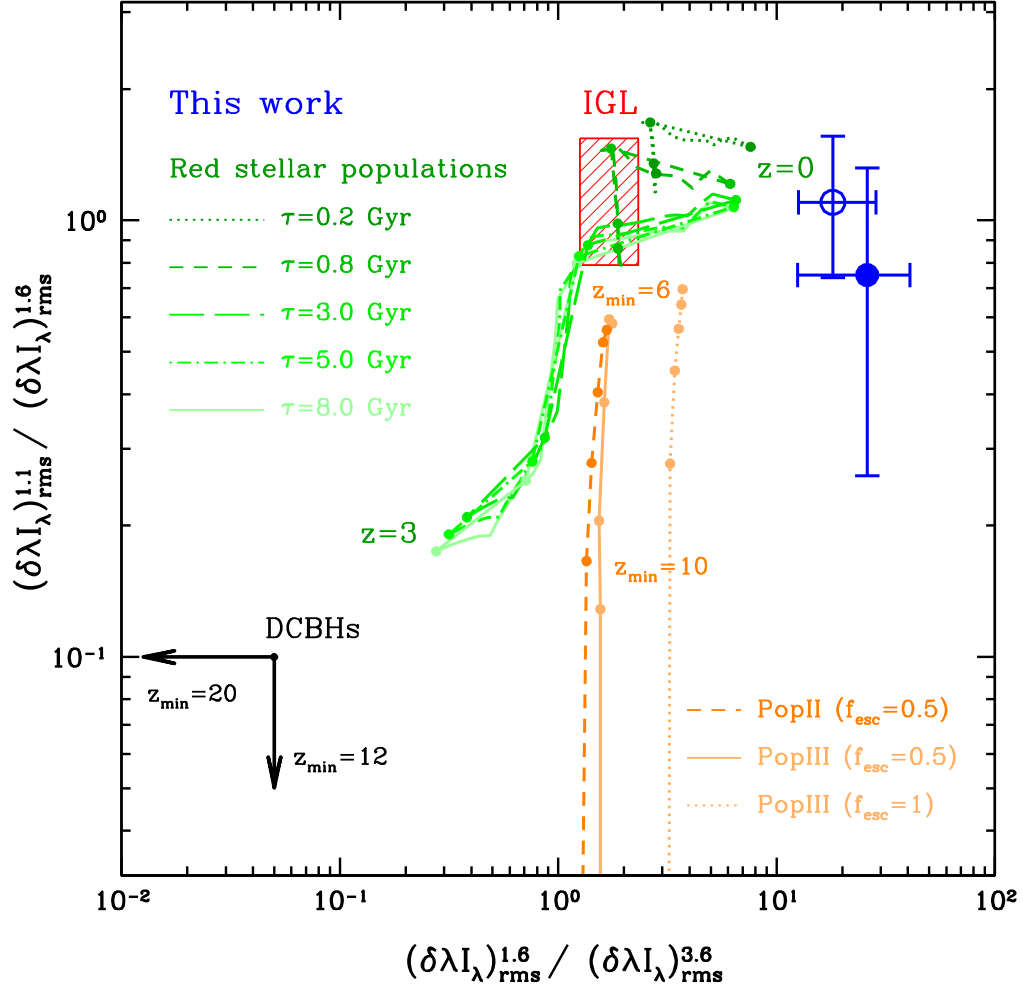 This work
IGL
Red stellar populations
z=0
τ=0.2 Gyr
τ=0.8 Gyr
τ=3.0 Gyr
τ=5.0 Gyr
τ=8.0 Gyr
z_min=6
z=3
z_min=10
DCBHs
z_min=20
z_min=12
PopII (f_esc=0.5)
PopIII (f_esc=0.5)
PopIII (f_esc=1)
10⁰
10⁻¹
(δλI_λ)^1.1_rms / (δλI_λ)^1.6_rms
10⁻² 10⁻¹ 10⁰ 10¹ 10²
(δλI_λ)^1.6_rms / (δλI_λ)^3.6_rms